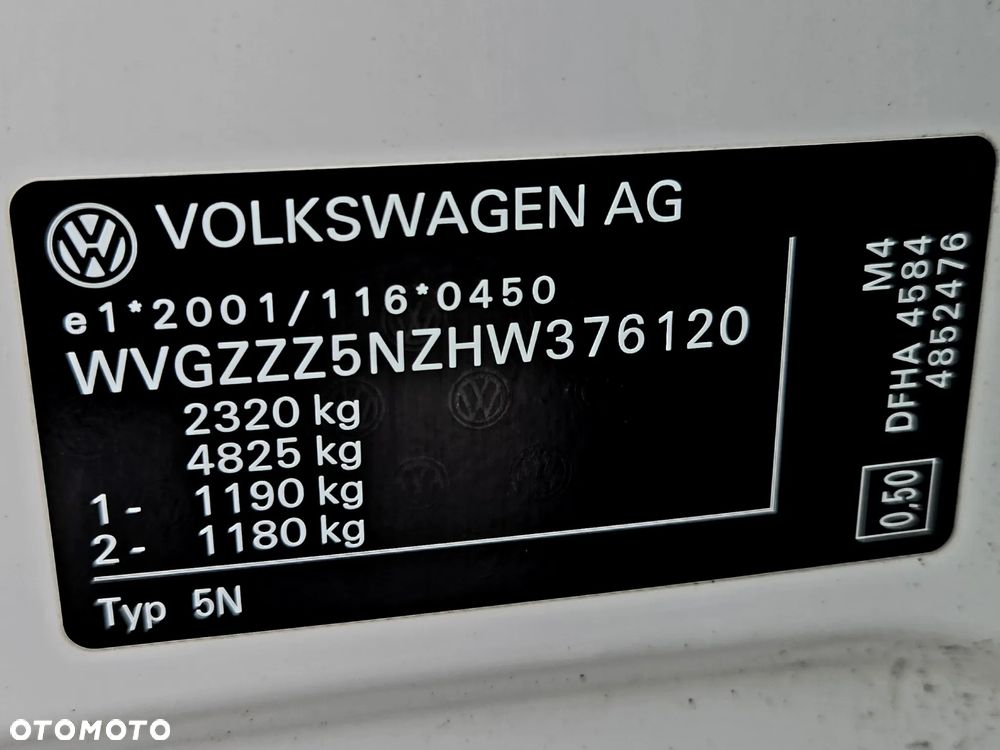 VOLKSWAGEN AG
e1*2001/116*0450
WVGZZZ5NZHW376120
2320 kg
4825 kg
1- 1190 kg
2- 1180 kg
Typ 5N
M4
DFHA 4584
4852476
0,50
OTOMOTO